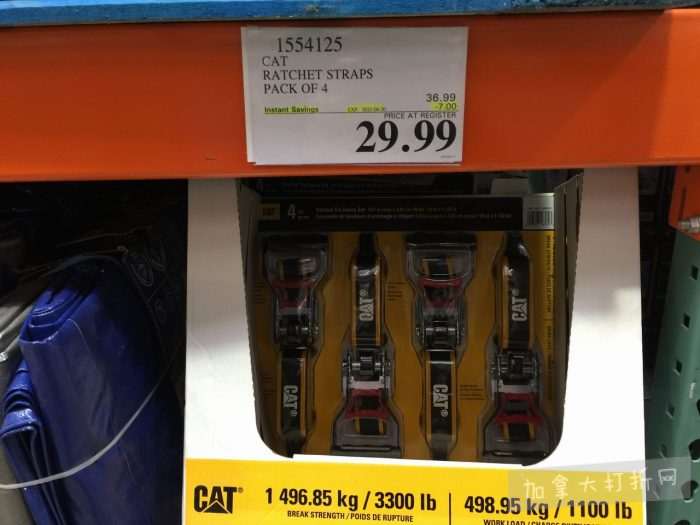 1554125
CAT
RATCHET STRAPS
PACK OF 4
36.99
Instant Savings
-7.00
PRICE AT REGISTER
29.99
CAT
4
CAT
CAT
CAT
CAT
CAT
1 496.85 kg / 3300 lb
BREAK STRENGTH / POIDS DE RUPTURE
498.95 kg / 1100 lb
WORK LOAD
加拿大打折网